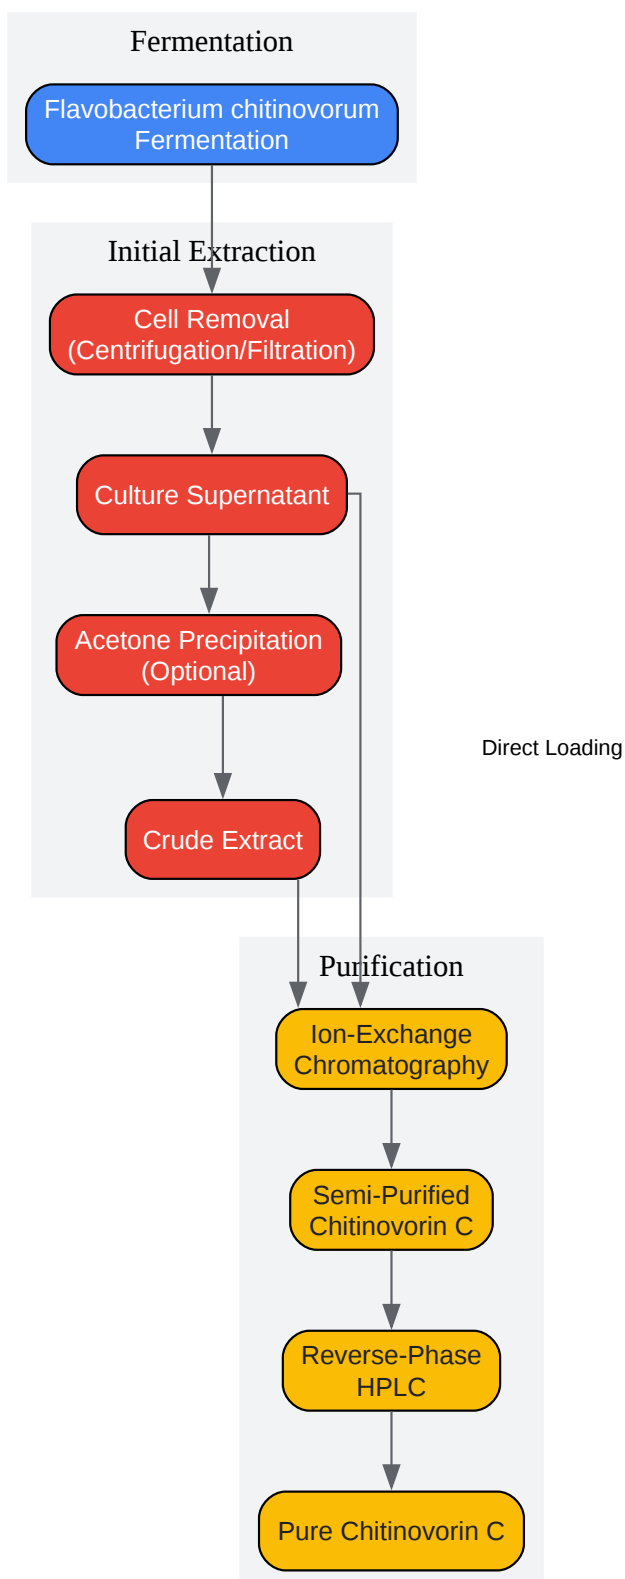 Fermentation
Flavobacterium chitinovorum
Fermentation
Initial Extraction
Cell Removal
(Centrifugation/Filtration)
Culture Supernatant
Acetone Precipitation
(Optional)
Direct Loading
Crude Extract
Purification
Ion-Exchange
Chromatography
Semi-Purified
Chitinovorin C
Reverse-Phase
HPLC
Pure Chitinovorin C